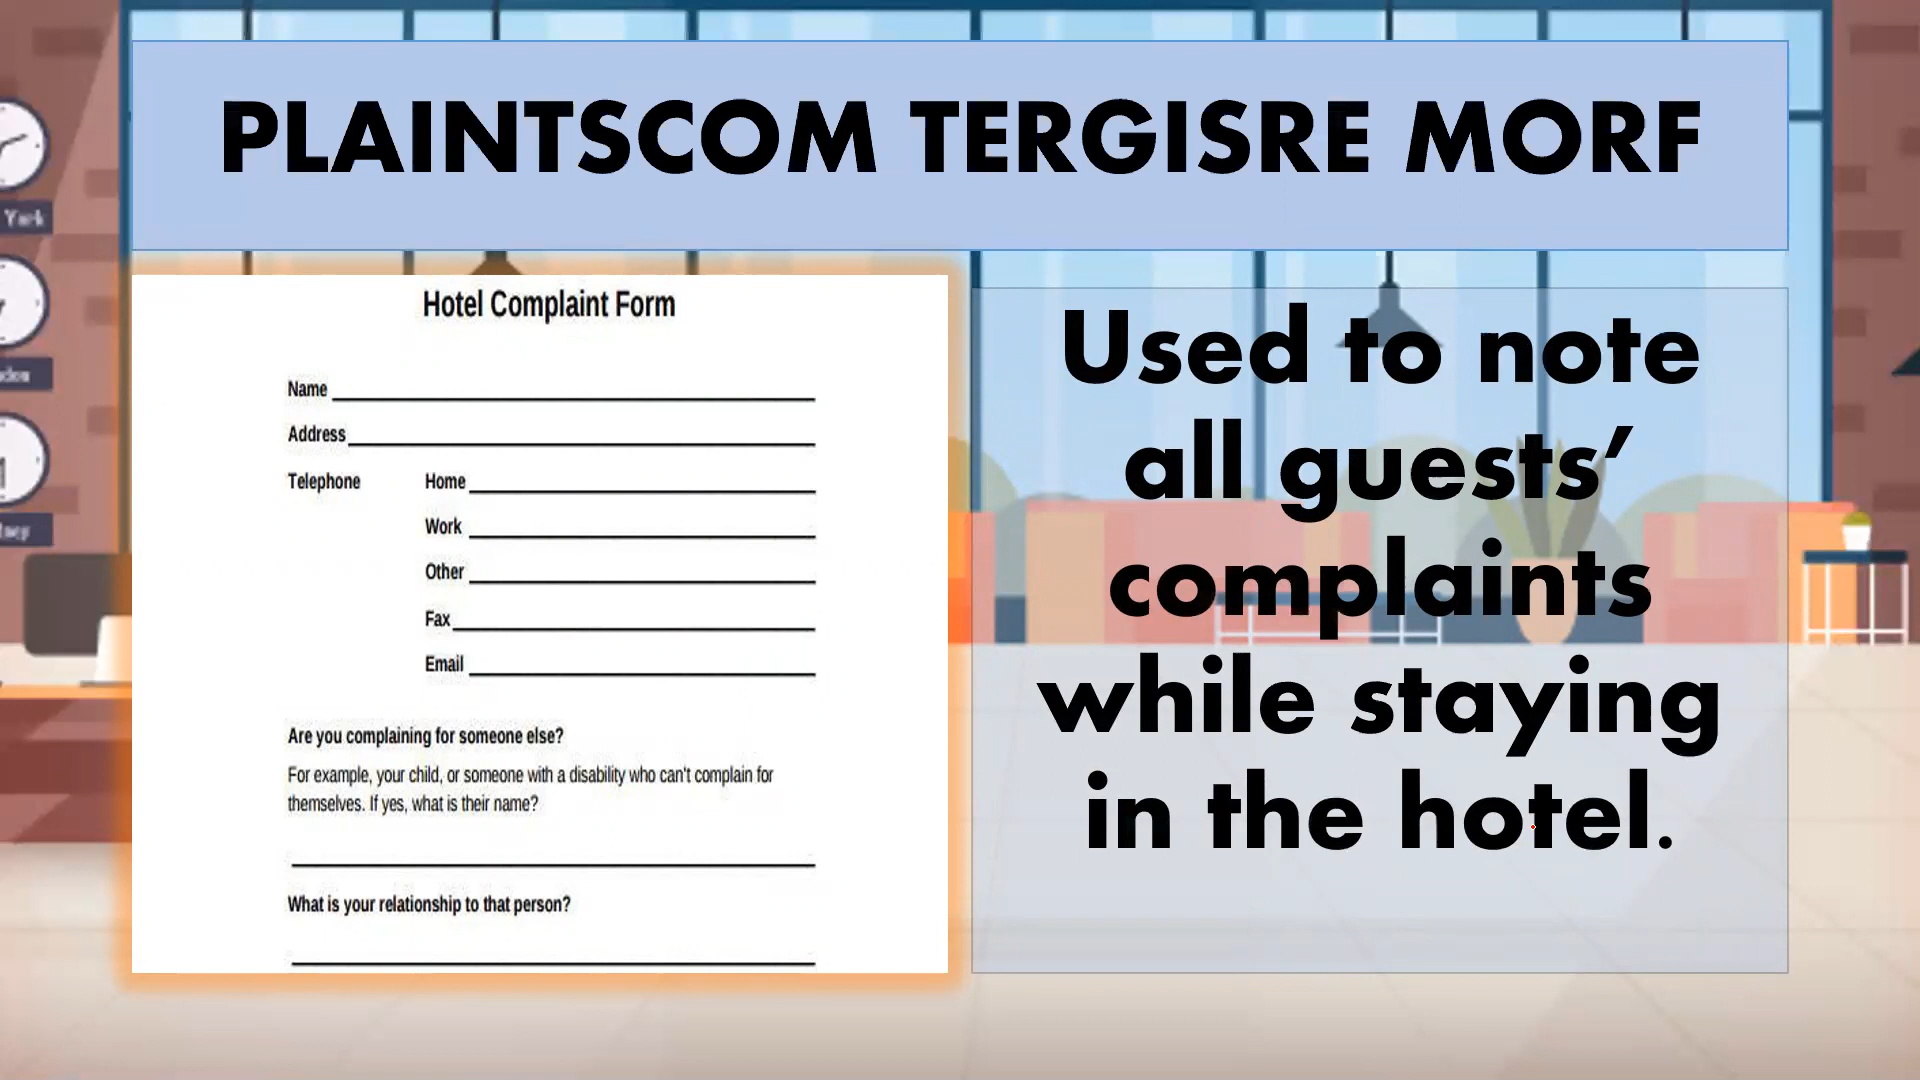 PLAINTSCOM TERGISRE MORF
Hotel Complaint Form
Name
Address
Telephone Home
Work
Other
Fax
Email
Are you complaining for someone else?
For example, your child, or someone with a disability who can't complain for
themselves. If yes, what is their name?
What is your relationship to that person?
Used to note
all guests’
complaints
while staying
in the hotel.
York